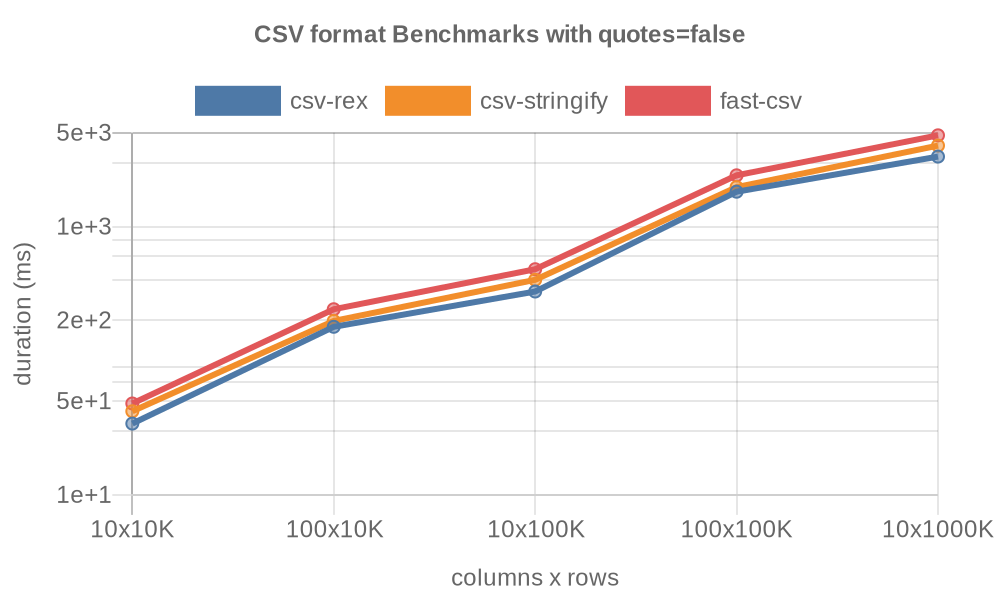 CSV format Benchmarks with quotes=false
csv-rex csv-stringify fast-csv
5e+3
1e+3
2e+2
5e+1
1e+1
duration (ms)
10x10K 100x10K 10x100K 100x100K 10x1000K
columns x rows